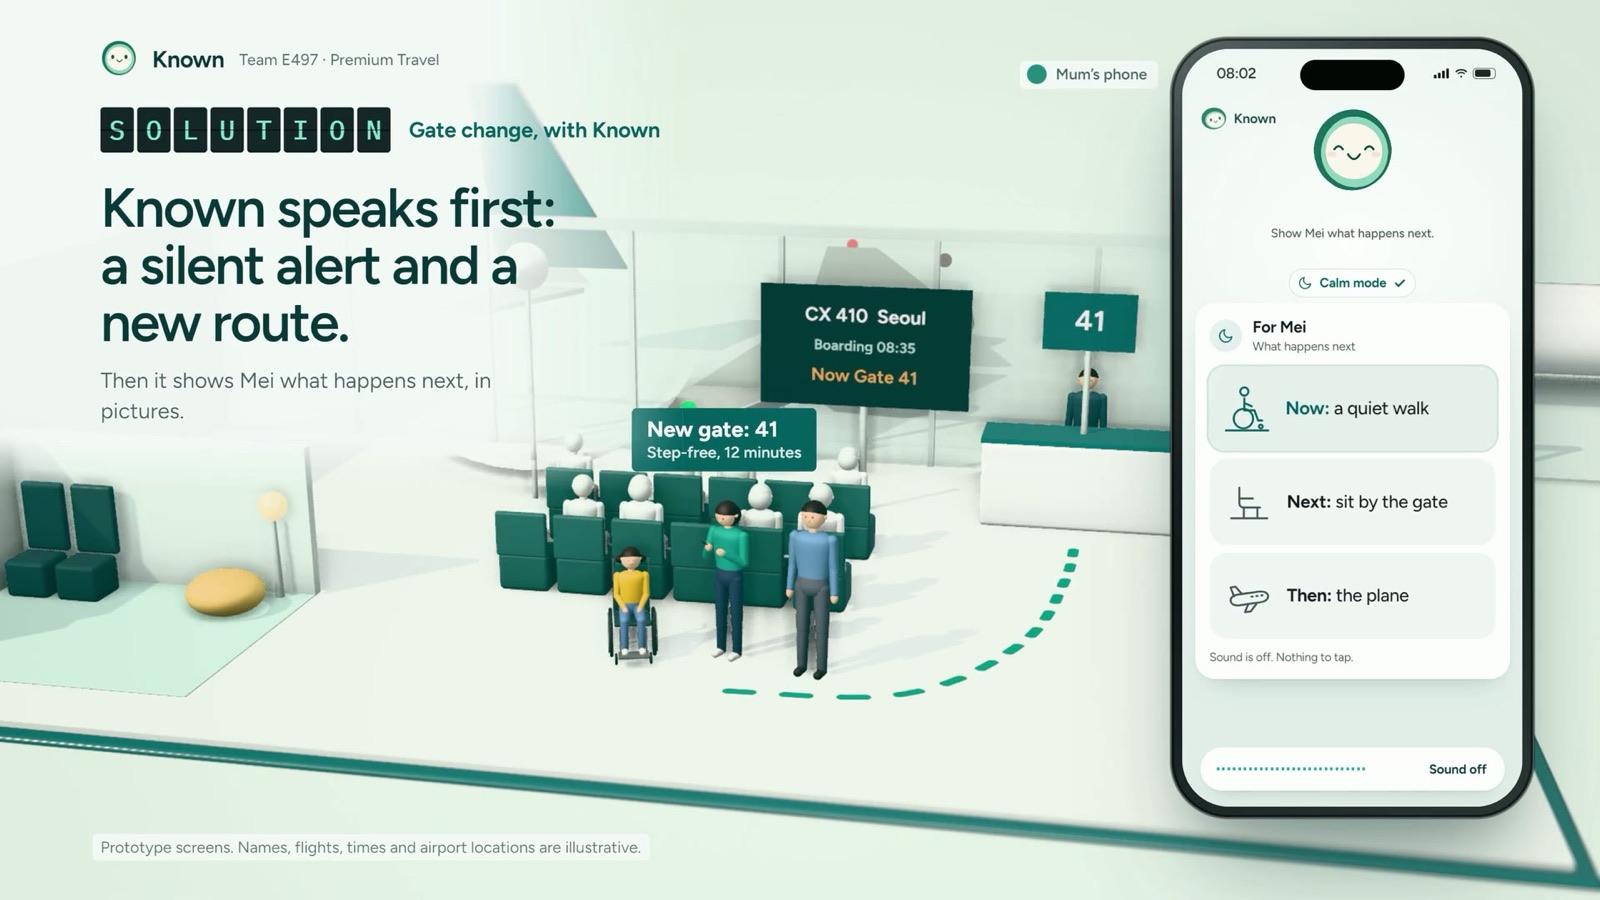 Known Team E497 · Premium Travel
SOLUTION Gate change, with Known
Known speaks first:
a silent alert and a
new route.
Then it shows Mei what happens next, in
pictures.
CX 410 Seoul
Boarding 08:35
Now Gate 41
41
New gate: 41
Step-free, 12 minutes
Mum's phone
08:02
Known
Show Mei what happens next.
Calm mode
For Mei
What happens next
Now: a quiet walk
Next: sit by the gate
Then: the plane
Sound is off. Nothing to tap.
Sound off
Prototype screens. Names, flights, times and airport locations are illustrative.